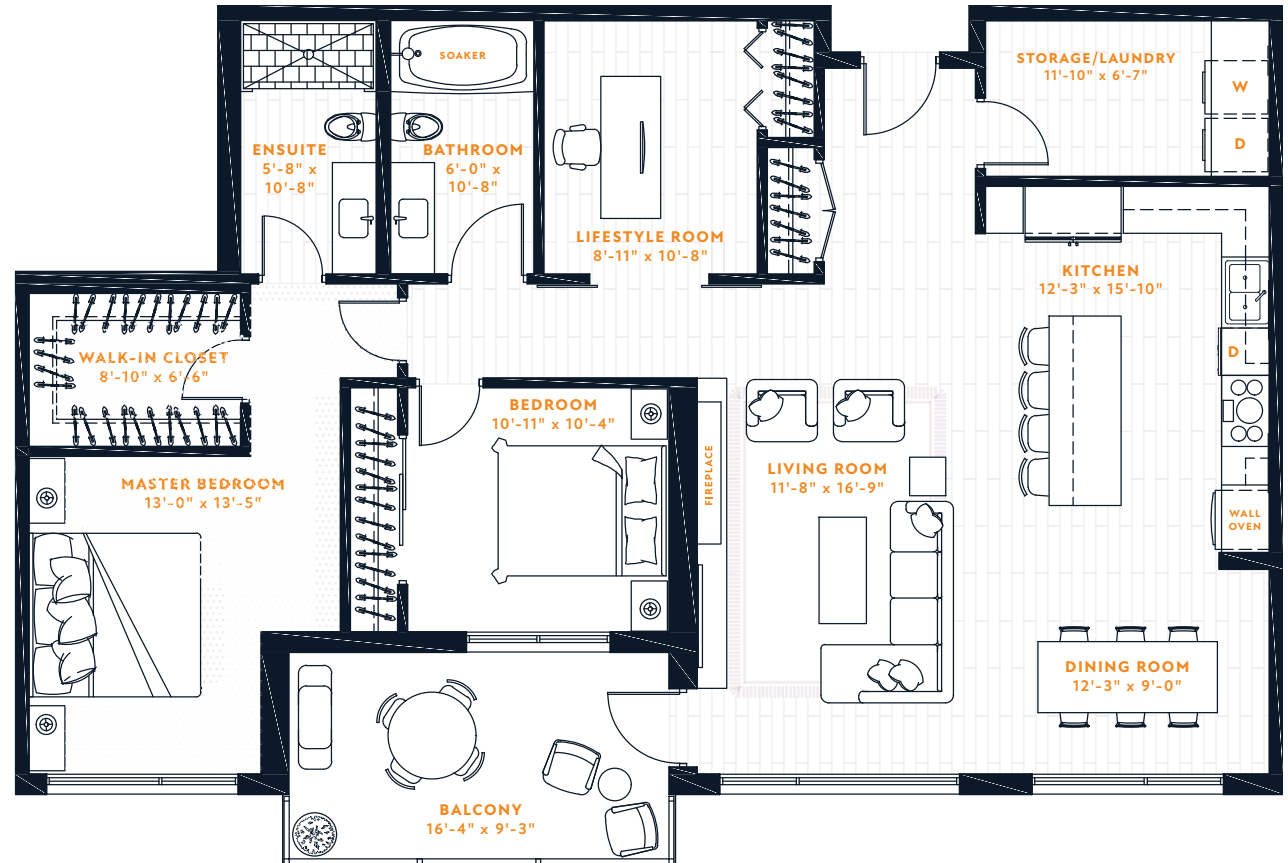 SOAKER
STORAGE/LAUNDRY
11'-10" x 6'-7"
W
D
ENSUITE
5'-8" x
10'-8"
BATHROOM
6'-0" x
10'-8"
LIFESTYLE ROOM
8'-11" x 10'-8"
KITCHEN
12'-3" x 15'-10"
D
WALK-IN CLOSET
8'-10" x 6'-6"
BEDROOM
10'-11" x 10'-4"
FIREPLACE
LIVING ROOM
11'-8" x 16'-9"
MASTER BEDROOM
13'-0" x 13'-5"
WALL
OVEN
DINING ROOM
12'-3" x 9'-0"
BALCONY
16'-4" x 9'-3"